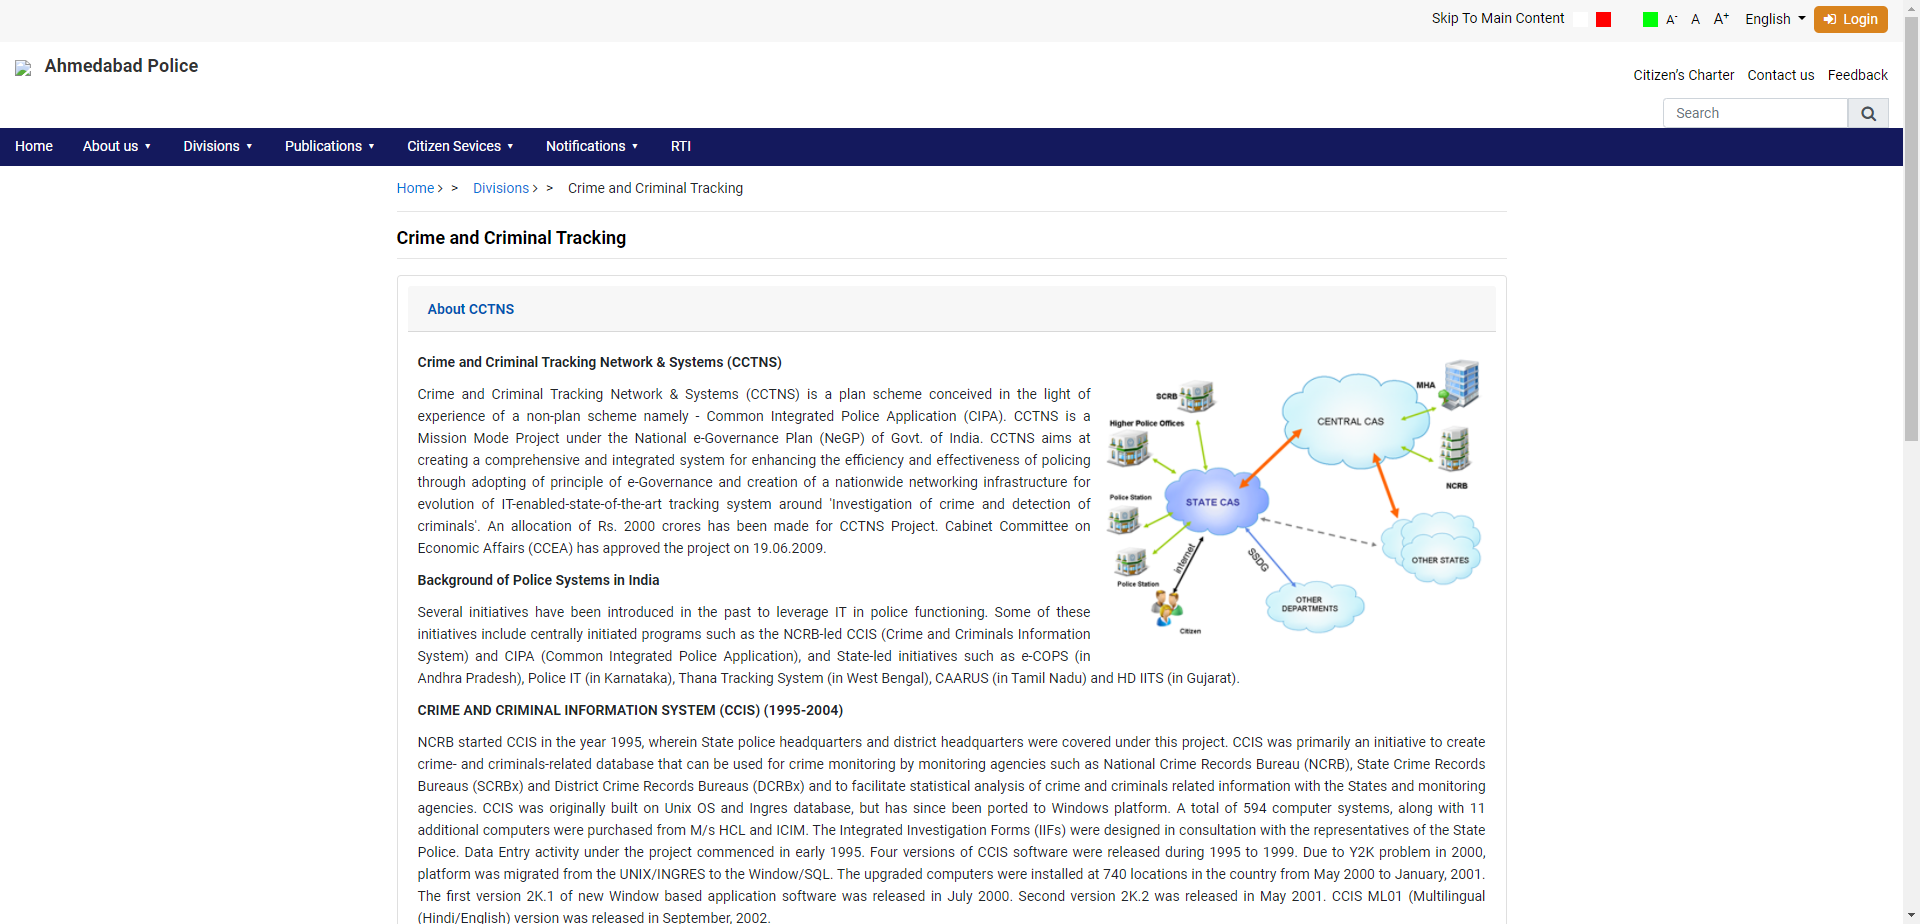 Skip To Main Content A- A A+ English Login
Ahmedabad Police
Citizen’s Charter Contact us Feedback
Search
Home About us Divisions Publications Citizen Sevices Notifications RTI
Home > > Divisions > > Crime and Criminal Tracking
Crime and Criminal Tracking
About CCTNS
Crime and Criminal Tracking Network & Systems (CCTNS)
Crime and Criminal Tracking Network & Systems (CCTNS) is a plan scheme conceived in the light of
experience of a non-plan scheme namely - Common Integrated Police Application (CIPA). CCTNS is a
Mission Mode Project under the National e-Governance Plan (NeGP) of Govt. of India. CCTNS aims at
creating a comprehensive and integrated system for enhancing the efficiency and effectiveness of policing
through adopting of principle of e-Governance and creation of a nationwide networking infrastructure for
evolution of IT-enabled-state-of-the-art tracking system around 'Investigation of crime and detection of
criminals'. An allocation of Rs. 2000 crores has been made for CCTNS Project. Cabinet Committee on
Economic Affairs (CCEA) has approved the project on 19.06.2009.
SCRB
Higher Police Offices
Police Station
Police Station
Citizen
STATE CAS
internet
SSDG
CENTRAL CAS
MHA
NCRB
OTHER STATES
OTHER
DEPARTMENTS
Background of Police Systems in India
Several initiatives have been introduced in the past to leverage IT in police functioning. Some of these
initiatives include centrally initiated programs such as the NCRB-led CCIS (Crime and Criminals Information
System) and CIPA (Common Integrated Police Application), and State-led initiatives such as e-COPS (in
Andhra Pradesh), Police IT (in Karnataka), Thana Tracking System (in West Bengal), CAARUS (in Tamil Nadu) and HD IITS (in Gujarat).
CRIME AND CRIMINAL INFORMATION SYSTEM (CCIS) (1995-2004)
NCRB started CCIS in the year 1995, wherein State police headquarters and district headquarters were covered under this project. CCIS was primarily an initiative to create
crime- and criminals-related database that can be used for crime monitoring by monitoring agencies such as National Crime Records Bureau (NCRB), State Crime Records
Bureaus (SCRBx) and District Crime Records Bureaus (DCRBx) and to facilitate statistical analysis of crime and criminals related information with the States and monitoring
agencies. CCIS was originally built on Unix OS and Ingres database, but has since been ported to Windows platform. A total of 594 computer systems, along with 11
additional computers were purchased from M/s HCL and ICIM. The Integrated Investigation Forms (IIFs) were designed in consultation with the representatives of the State
Police. Data Entry activity under the project commenced in early 1995. Four versions of CCIS software were released during 1995 to 1999. Due to Y2K problem in 2000,
platform was migrated from the UNIX/INGRES to the Window/SQL. The upgraded computers were installed at 740 locations in the country from May 2000 to January, 2001.
The first version 2K.1 of new Window based application software was released in July 2000. Second version 2K.2 was released in May 2001. CCIS ML01 (Multilingual
(Hindi/English) version was released in September, 2002.